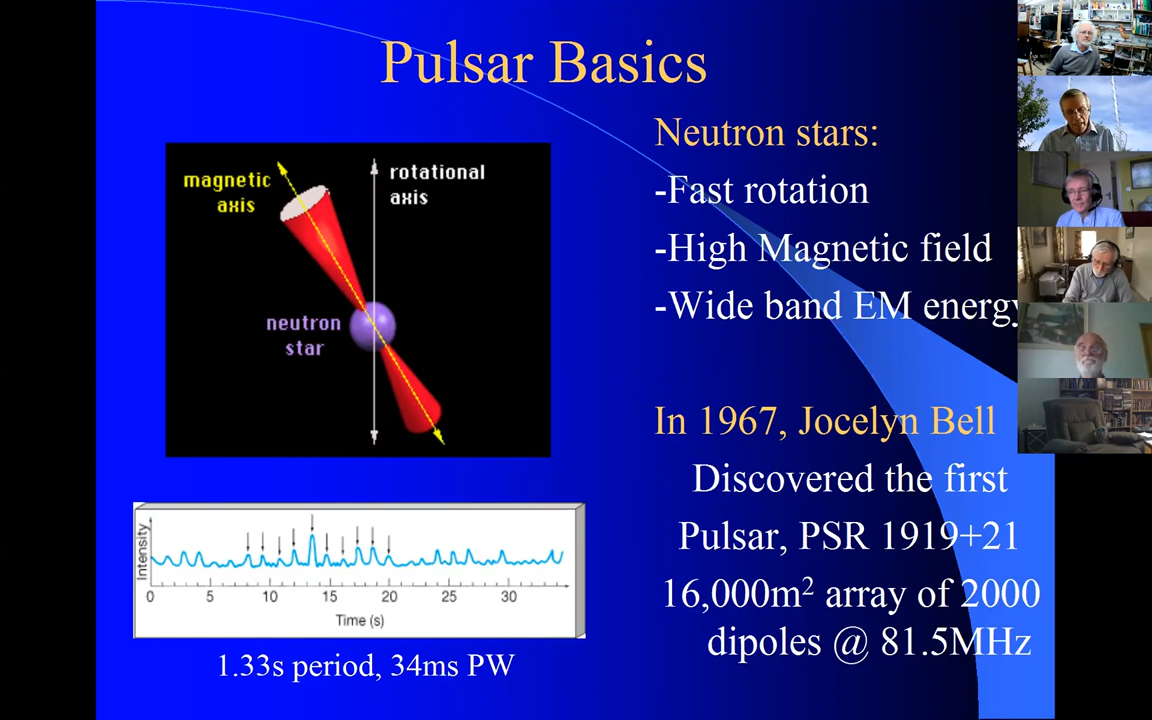 Pulsar Basics
magnetic
axis
rotational
axis
neutron
star
Intensity
0 5 10 15 20 25 30
Time (s)
1.33s period, 34ms PW
Neutron stars:
-Fast rotation
-High Magnetic field
-Wide band EM energy
In 1967, Jocelyn Bell
Discovered the first
Pulsar, PSR 1919+21
16,000m² array of 2000
dipoles @ 81.5MHz